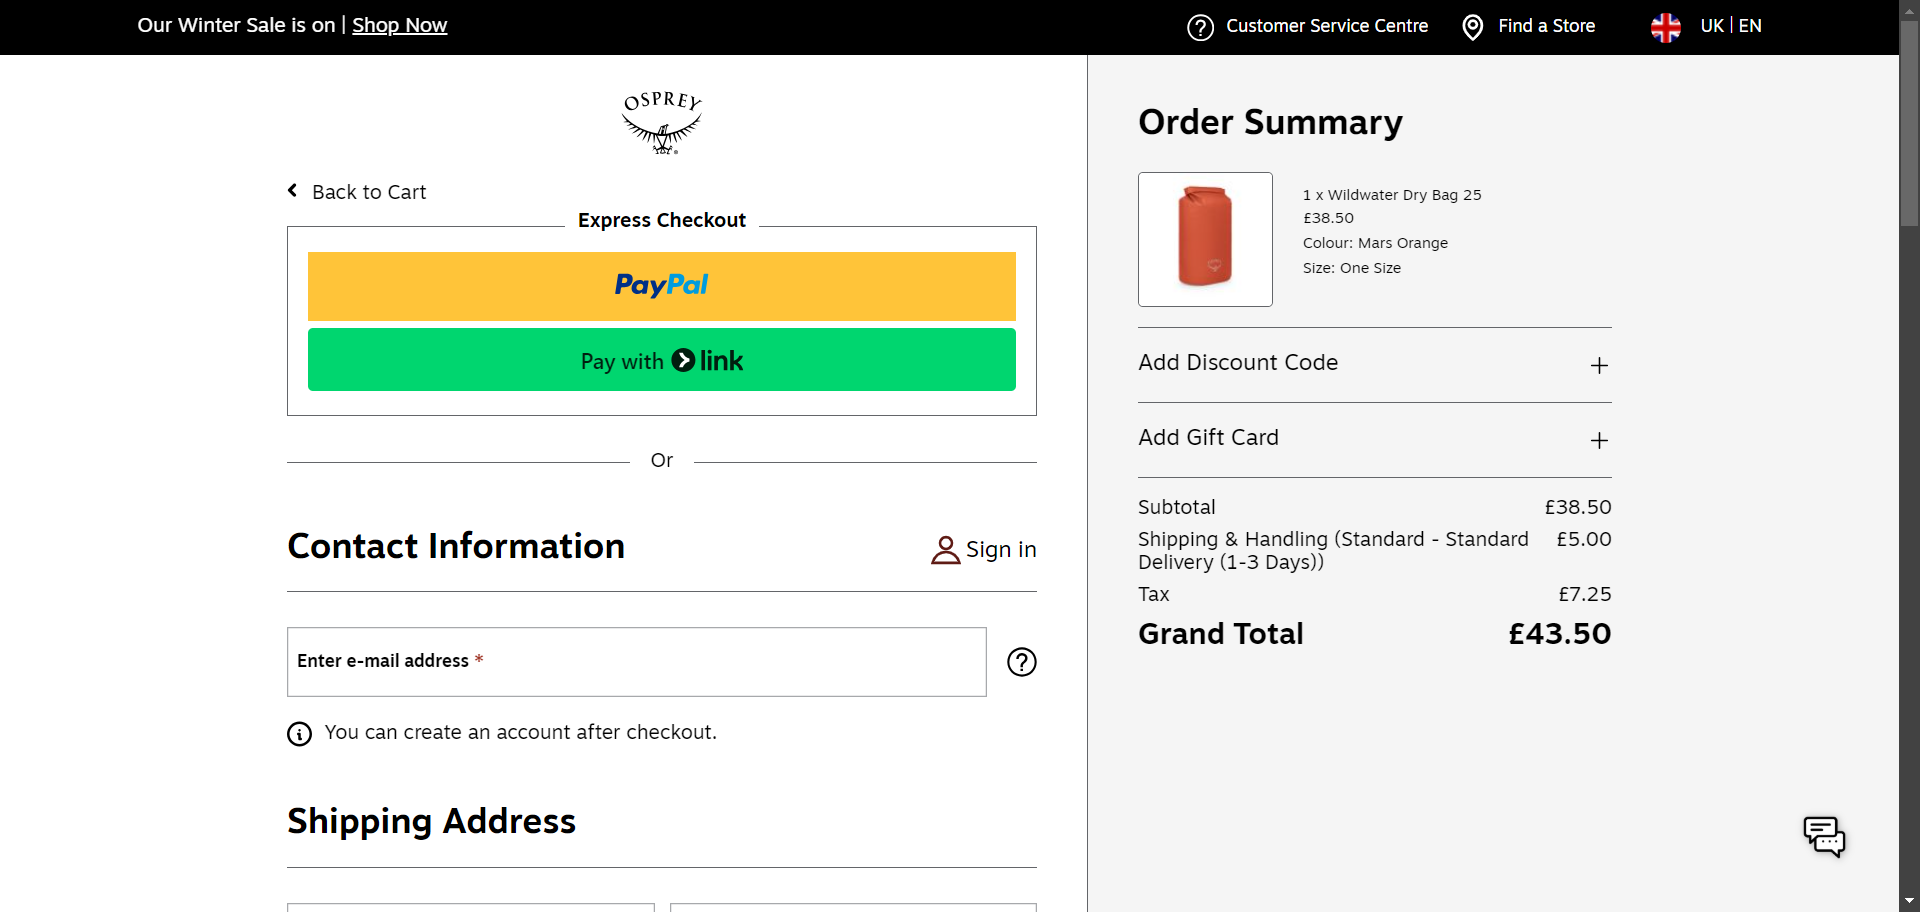 Our Winter Sale is on | Shop Now
Customer Service Centre
Find a Store
UK | EN
OSPREY
Back to Cart
Express Checkout
PayPal
Pay with link
Or
Contact Information
Sign in
Enter e-mail address *
You can create an account after checkout.
Shipping Address
Order Summary
1 x Wildwater Dry Bag 25
£38.50
Colour: Mars Orange
Size: One Size
Add Discount Code
Add Gift Card
Subtotal £38.50
Shipping & Handling (Standard - Standard £5.00
Delivery (1-3 Days))
Tax £7.25
Grand Total £43.50